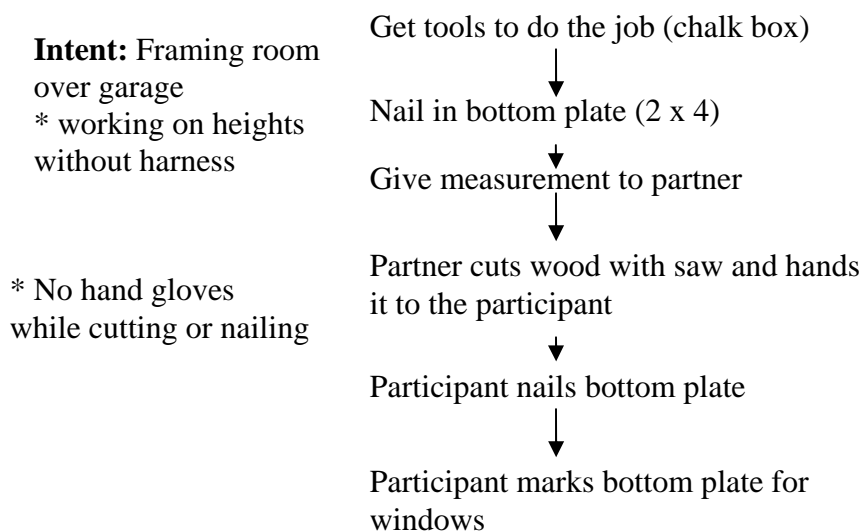 Intent: Framing room
over garage
* working on heights
without harness
* No hand gloves
while cutting or nailing
Get tools to do the job (chalk box)
Nail in bottom plate (2 x 4)
Give measurement to partner
Partner cuts wood with saw and hands
it to the participant
Participant nails bottom plate
Participant marks bottom plate for
windows